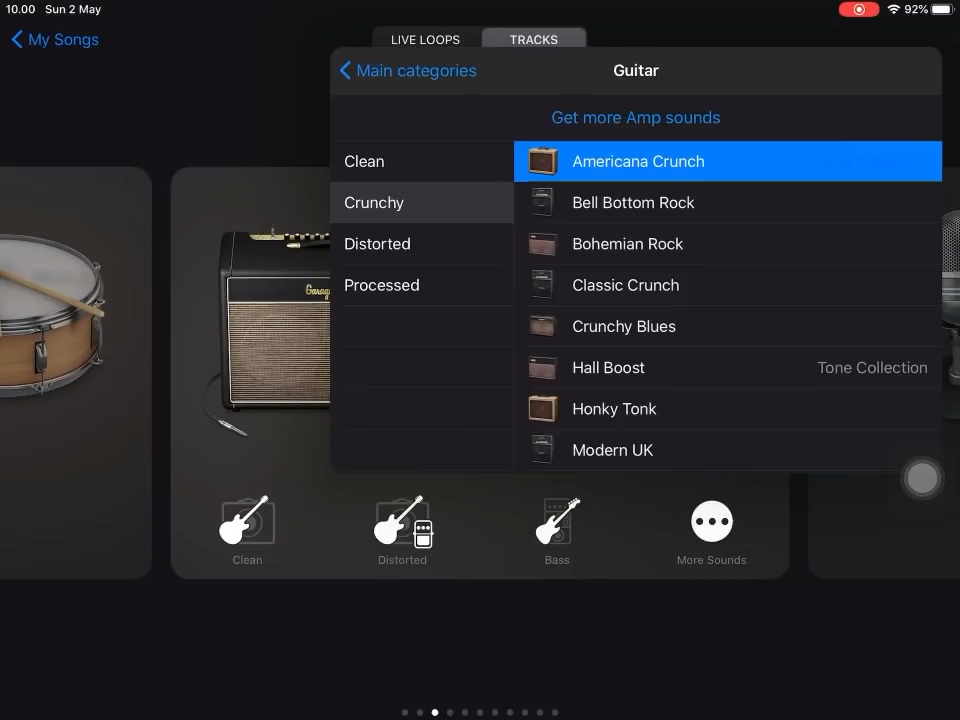 10.00 Sun 2 May
92%
My Songs
LIVE LOOPS
TRACKS
Main categories
Guitar
Get more Amp sounds
Clean
Crunchy
Distorted
Processed
Americana Crunch
Bell Bottom Rock
Bohemian Rock
Classic Crunch
Crunchy Blues
Hall Boost Tone Collection
Honky Tonk
Modern UK
Clean
Distorted
Bass
More Sounds